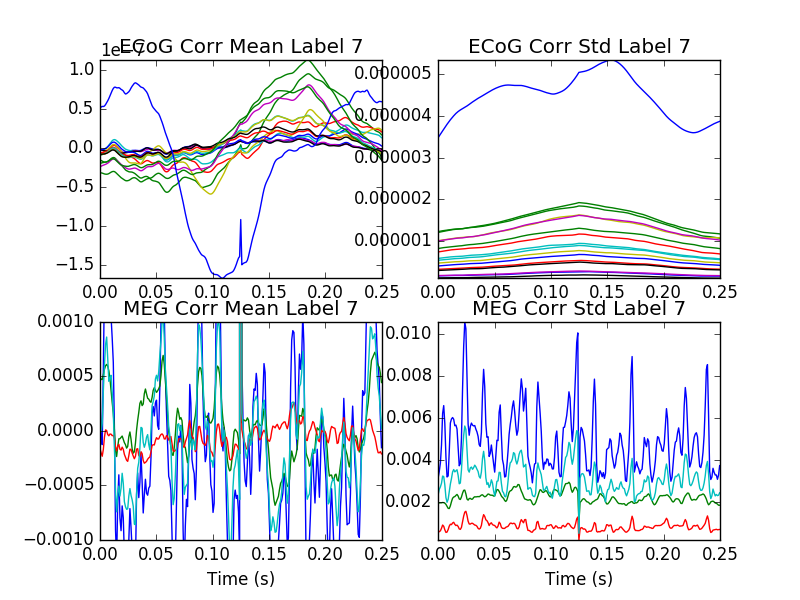 ECoG Corr Mean Label 7
1e−7
1.0
0.5
0.0
−0.5
−1.0
−1.5
0.00 0.05 0.10 0.15 0.20 0.25
ECoG Corr Std Label 7
0.000005
0.000004
0.000003
0.000002
0.000001
0.00 0.05 0.10 0.15 0.20 0.25
MEG Corr Mean Label 7
0.0010
0.0005
0.0000
−0.0005
−0.0010
0.00 0.05 0.10 0.15 0.20 0.25
Time (s)
MEG Corr Std Label 7
0.010
0.008
0.006
0.004
0.002
0.00 0.05 0.10 0.15 0.20 0.25
Time (s)